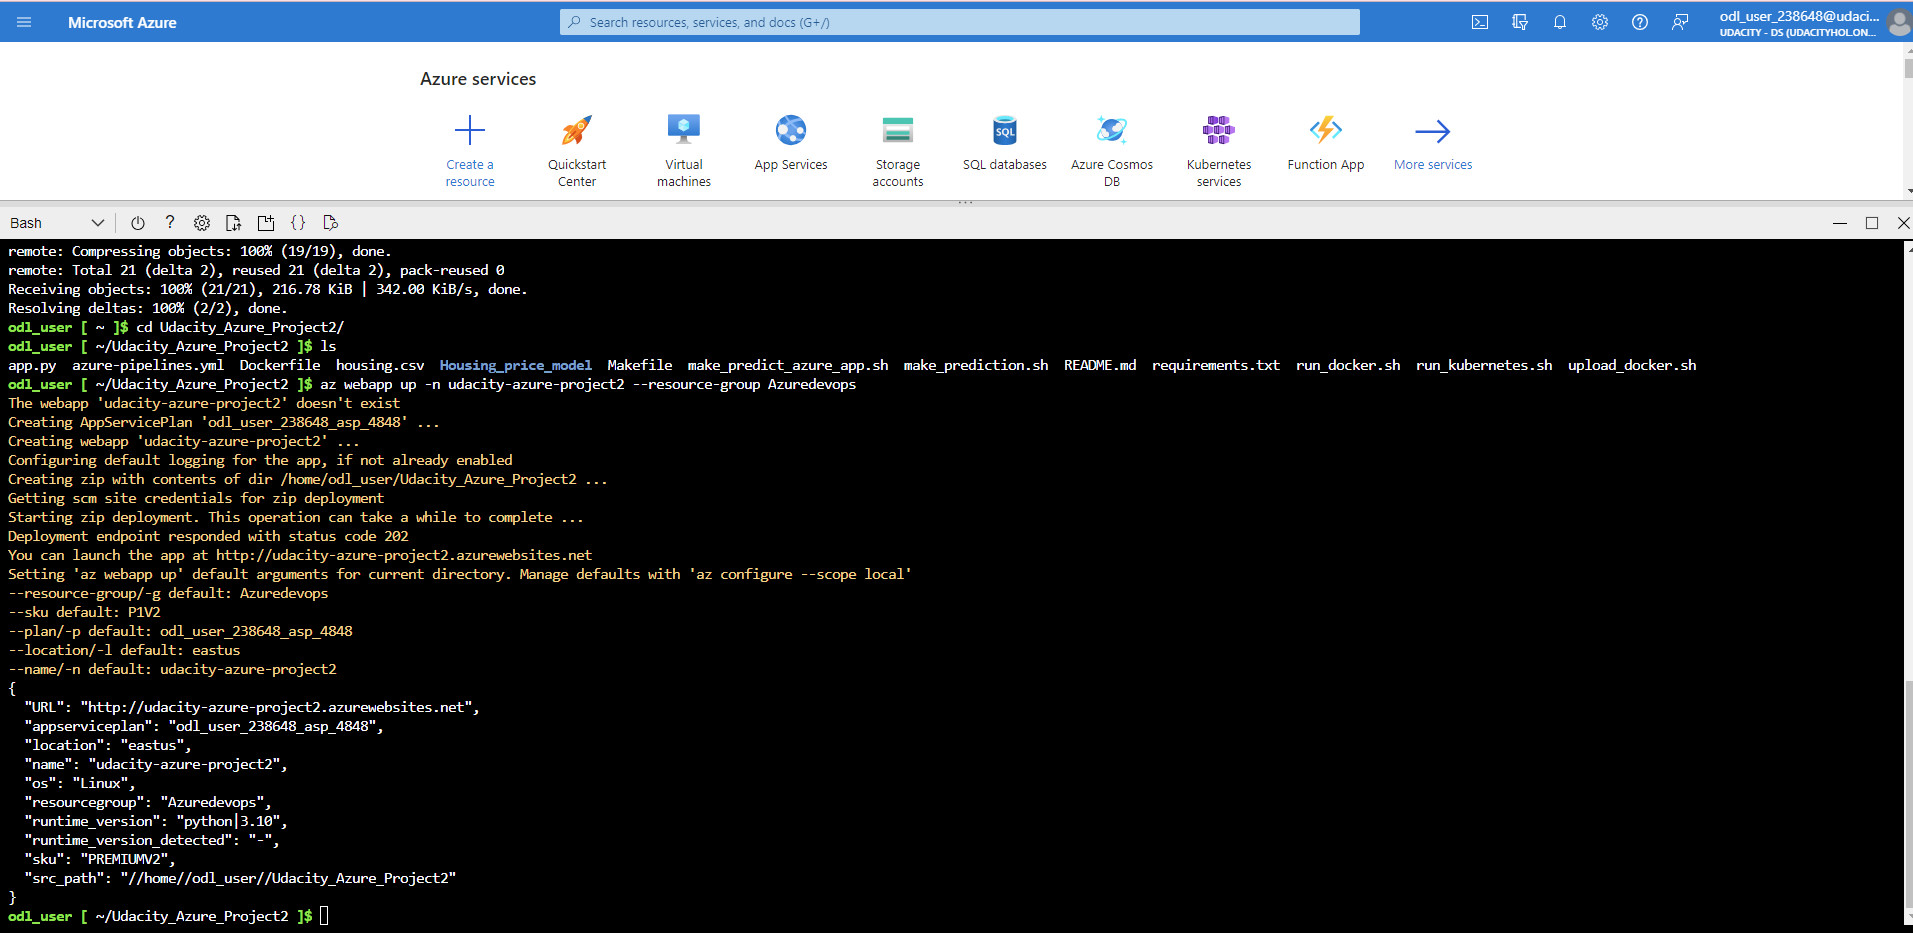 Microsoft Azure
Search resources, services, and docs (G+/)
odl_user_238648@udaci...
UDACITY - DS (UDACITYHOL.ON...
Azure services
Create a resource
Quickstart Center
Virtual machines
App Services
Storage accounts
SQL
SQL databases
Azure Cosmos DB
Kubernetes services
Function App
More services
Bash
remote: Compressing objects: 100% (19/19), done.
remote: Total 21 (delta 2), reused 21 (delta 2), pack-reused 0
Receiving objects: 100% (21/21), 216.78 KiB | 342.00 KiB/s, done.
Resolving deltas: 100% (2/2), done.
odl_user [ ~ ]$ cd Udacity_Azure_Project2/
odl_user [ ~/Udacity_Azure_Project2 ]$ ls
app.py  azure-pipelines.yml  Dockerfile  housing.csv  Housing_price_model  Makefile  make_predict_azure_app.sh  make_prediction.sh  README.md  requirements.txt  run_docker.sh  run_kubernetes.sh  upload_docker.sh
odl_user [ ~/Udacity_Azure_Project2 ]$ az webapp up -n udacity-azure-project2 --resource-group Azuredevops
The webapp 'udacity-azure-project2' doesn't exist
Creating AppServicePlan 'odl_user_238648_asp_4848' ...
Creating webapp 'udacity-azure-project2' ...
Configuring default logging for the app, if not already enabled
Creating zip with contents of dir /home/odl_user/Udacity_Azure_Project2 ...
Getting scm site credentials for zip deployment
Starting zip deployment. This operation can take a while to complete ...
Deployment endpoint responded with status code 202
You can launch the app at http://udacity-azure-project2.azurewebsites.net
Setting 'az webapp up' default arguments for current directory. Manage defaults with 'az configure --scope local'
--resource-group/-g default: Azuredevops
--sku default: P1V2
--plan/-p default: odl_user_238648_asp_4848
--location/-l default: eastus
--name/-n default: udacity-azure-project2
{
  "URL": "http://udacity-azure-project2.azurewebsites.net",
  "appserviceplan": "odl_user_238648_asp_4848",
  "location": "eastus",
  "name": "udacity-azure-project2",
  "os": "Linux",
  "resourcegroup": "Azuredevops",
  "runtime_version": "python|3.10",
  "runtime_version_detected": "-",
  "sku": "PREMIUMV2",
  "src_path": "//home//odl_user//Udacity_Azure_Project2"
}
odl_user [ ~/Udacity_Azure_Project2 ]$